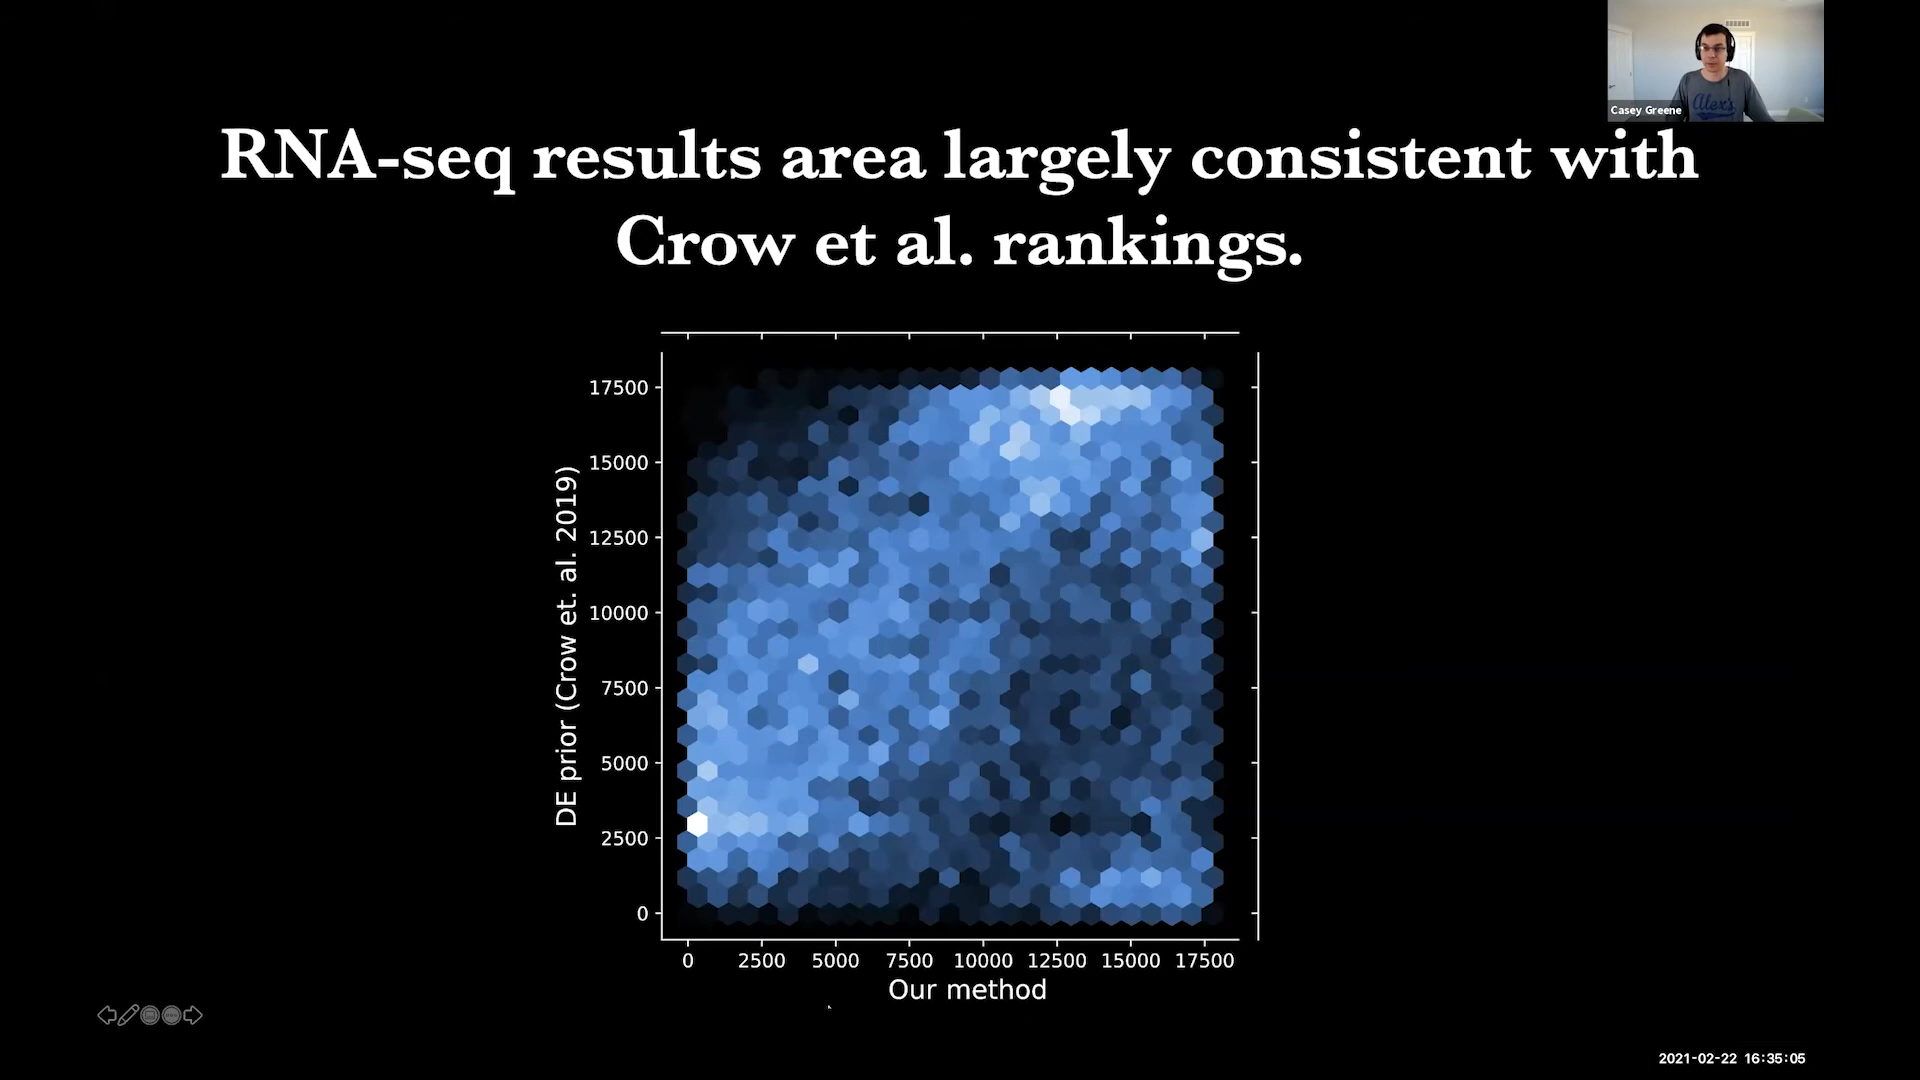 Alex's
Casey Greene
RNA-seq results area largely consistent with
Crow et al. rankings.
17500
15000
12500
10000
7500
5000
2500
0
DE prior (Crow et. al. 2019)
0 2500 5000 7500 10000 12500 15000 17500
Our method
2021-02-22 16:35:05